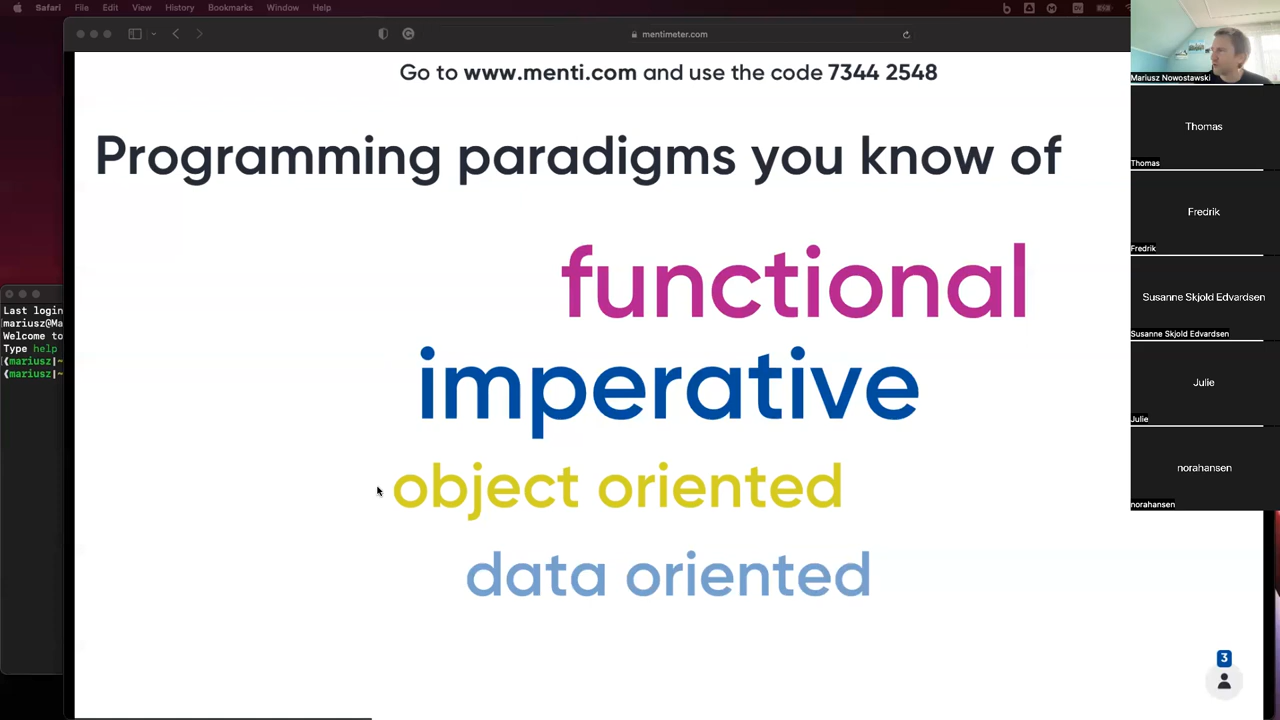 Safari File Edit View History Bookmarks Window Help
mentimeter.com
Go to www.menti.com and use the code 7344 2548
Programming paradigms you know of
functional
imperative
object oriented
data oriented
3
Last login
mariusz@Ma
Welcome to
Type help
mariusz
mariusz
Mariusz Nowostawski
Thomas
Thomas
Fredrik
Fredrik
Susanne Skjold Edvardsen
Susanne Skjold Edvardsen
Julie
Julie
norahansen
norahansen